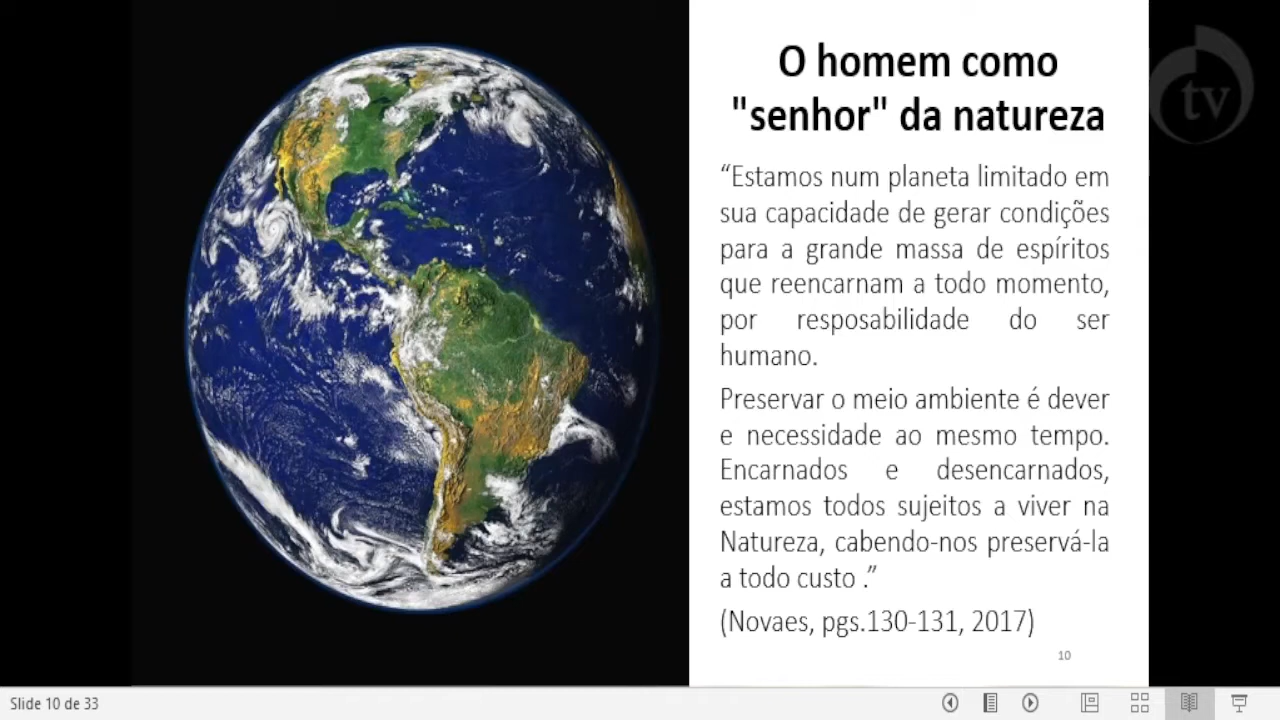 O homem como
"senhor" da natureza
“Estamos num planeta limitado em
sua capacidade de gerar condições
para a grande massa de espíritos
que reencarnam a todo momento,
por resposabilidade do ser
humano.
Preservar o meio ambiente é dever
e necessidade ao mesmo tempo.
Encarnados e desencarnados,
estamos todos sujeitos a viver na
Natureza, cabendo-nos preservá-la
a todo custo .”
(Novaes, pgs.130-131, 2017)
10
tv
Slide 10 de 33